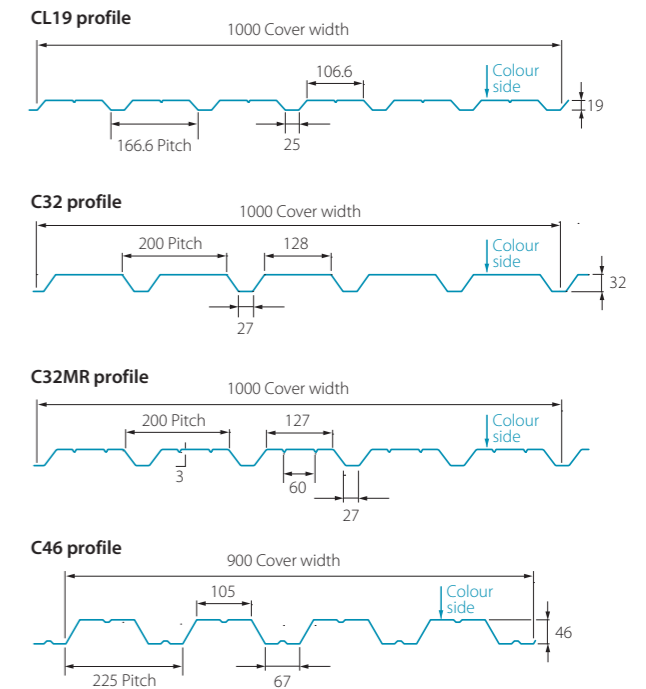 CL19 profile
1000 Cover width
106.6
Colour
side
19
166.6 Pitch
25
C32 profile
1000 Cover width
200 Pitch
128
Colour
side
32
27
C32MR profile
1000 Cover width
200 Pitch
127
Colour
side
3
60
27
C46 profile
900 Cover width
105
Colour
side
46
225 Pitch
67